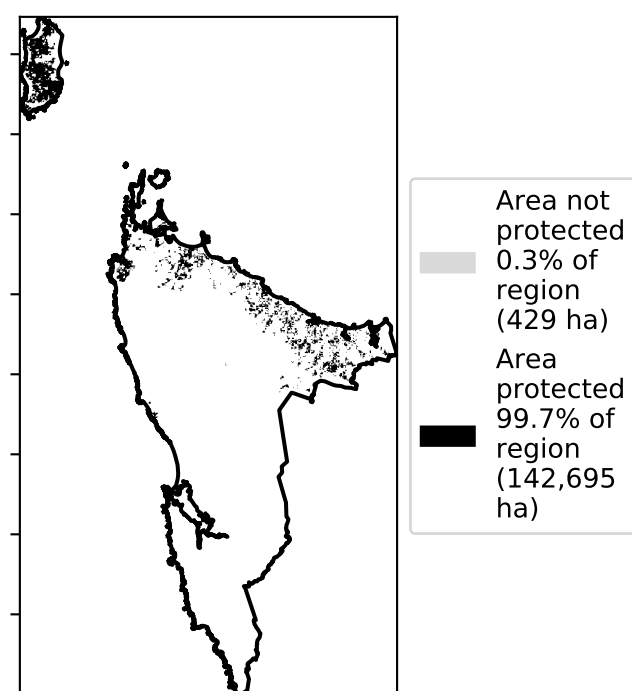 Area not
protected
0.3% of
region
(429 ha)
Area
protected
99.7% of
region
(142,695
ha)